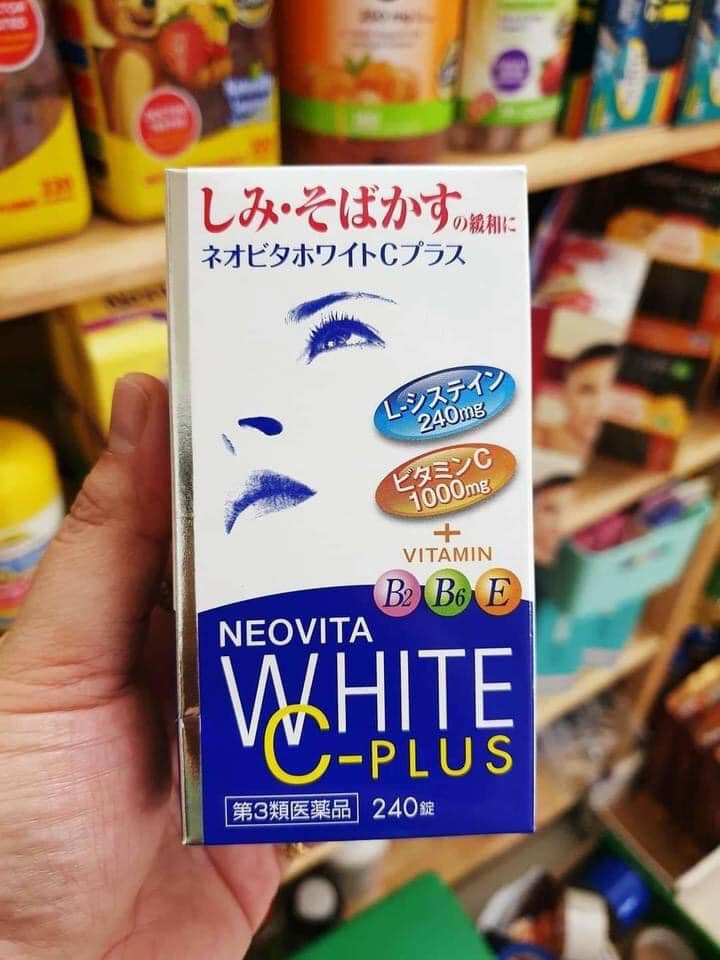 しみ・そばかすの緩和に
ネオビタホワイトCプラス
L-システイン
240mg
ビタミンC
1000mg
+
VITAMIN
B2 B6 E
NEOVITA
WHITE
C-PLUS
第3類医薬品 240錠